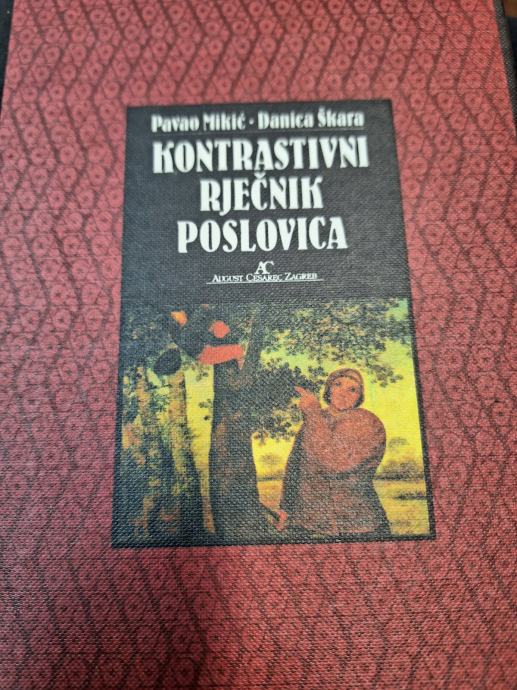 Pavao Mikić • Danica Škara
KONTRASTIVNI
RJEČNIK
POSLOVICA
AC
AUGUST CESAREC ZAGREB